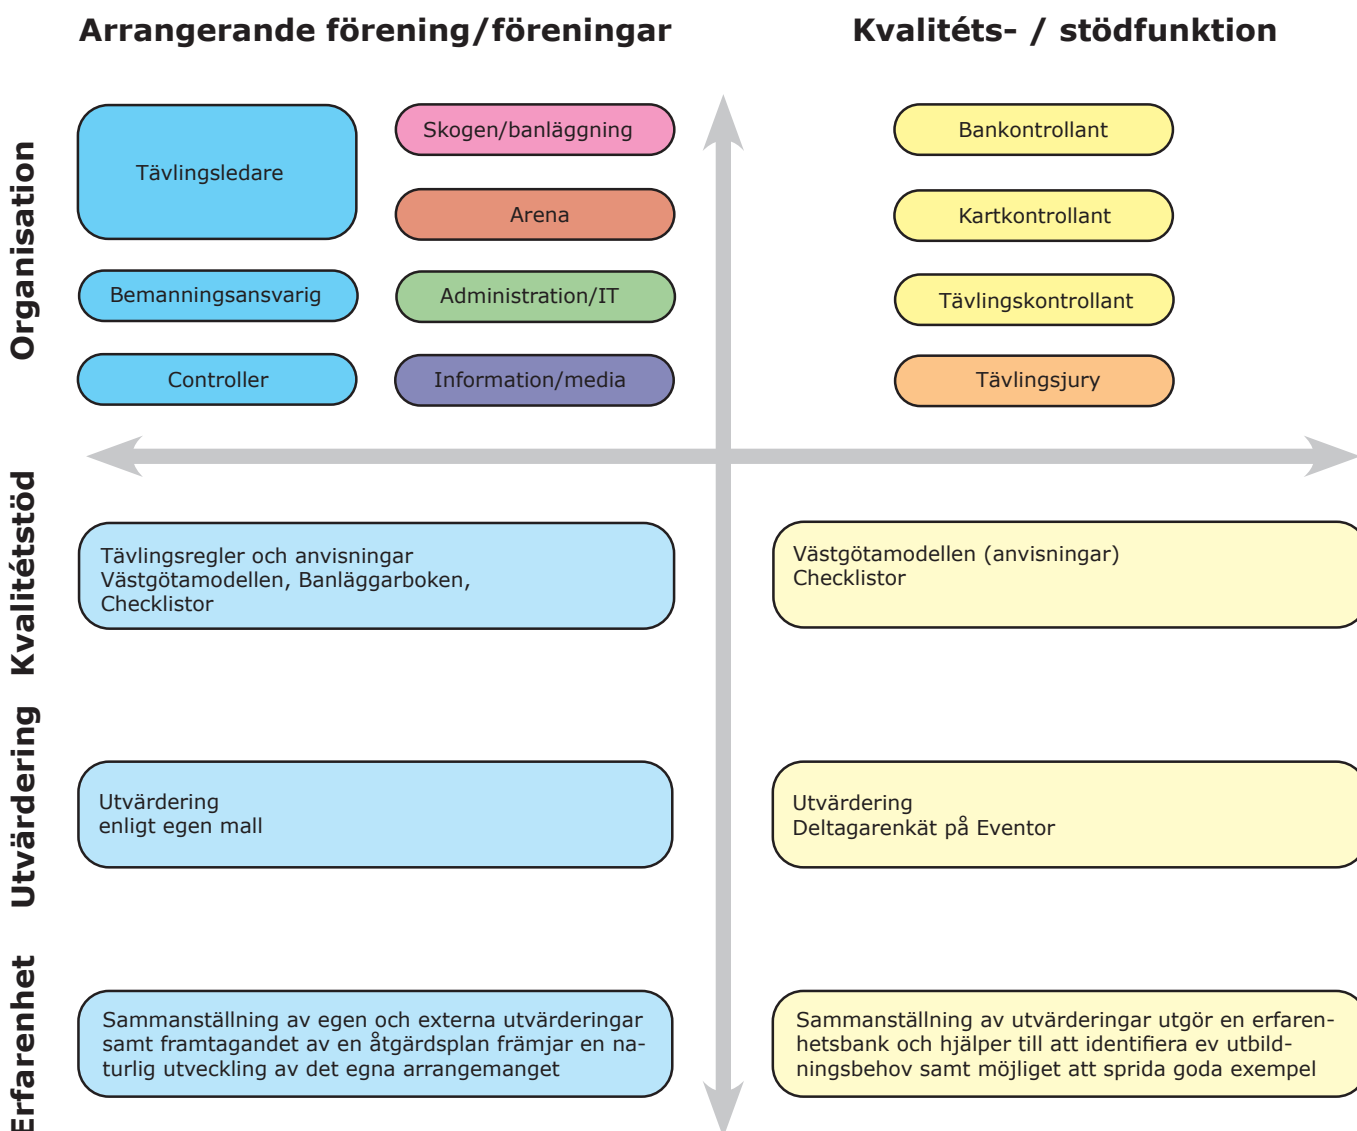 Arrangerande förening/föreningar
Kvalitéts- / stödfunktion
Organisation
Tävlingsledare
Bemanningsansvarig
Controller
Skogen/banläggning
Arena
Administration/IT
Information/media
Bankontrollant
Kartkontrollant
Tävlingskontrollant
Tävlingsjury
Kvalitétstöd
Tävlingsregler och anvisningar
Västgötamodellen, Banläggarboken,
Checklistor
Västgötamodellen (anvisningar)
Checklistor
Utvärdering
Utvärdering
enligt egen mall
Utvärdering
Deltagarenkät på Eventor
Erfarenhet
Sammanställning av egen och externa utvärderingar
samt framtagandet av en åtgärdsplan främjar en na-
turlig utveckling av det egna arrangemanget
Sammanställning av utvärderingar utgör en erfaren-
hetsbank och hjälper till att identifiera ev utbild-
ningsbehov samt möjliget att sprida goda exempel